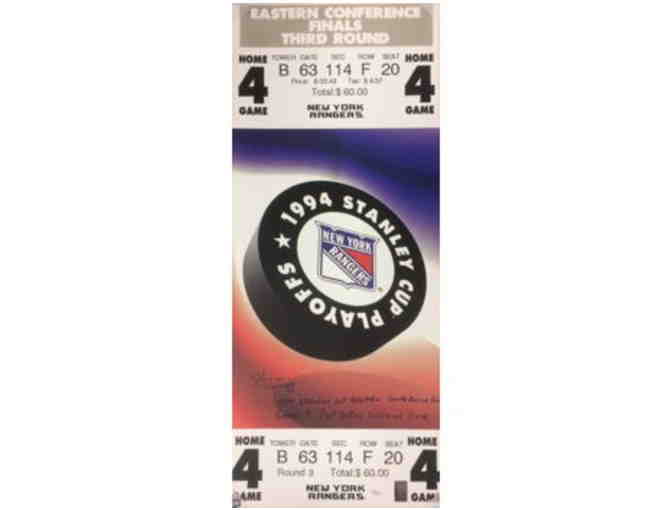 EASTERN CONFERENCE
FINALS
THIRD ROUND
HOME TOWER GATE SEC ROW SEAT HOME
4 B 63 114 F 20 4
Total:$ 60.00
GAME NEW YORK GAME
RANGERS
1994 STANLEY CUP PLAYOFFS ★
NEW YORK
RANGERS
HOME TOWER GATE SEC ROW SEAT HOME
4 B 63 114 F 20 4
Round 3 Total:$ 60.00
GAME NEW YORK GAM
RANGERS